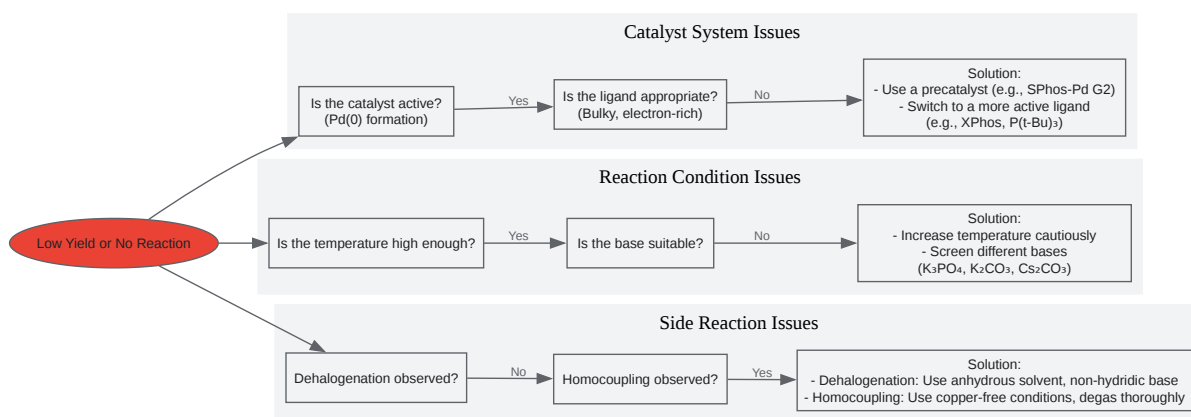 Catalyst System Issues
Is the catalyst active?
(Pd(0) formation)
Yes
Is the ligand appropriate?
(Bulky, electron-rich)
No
Solution:
- Use a precatalyst (e.g., SPhos-Pd G2)
- Switch to a more active ligand
(e.g., XPhos, P(t-Bu)₃)
Reaction Condition Issues
Low Yield or No Reaction
Is the temperature high enough?
Yes
Is the base suitable?
No
Solution:
- Increase temperature cautiously
- Screen different bases
(K₃PO₄, K₂CO₃, Cs₂CO₃)
Side Reaction Issues
Dehalogenation observed?
No
Homocoupling observed?
Yes
Solution:
- Dehalogenation: Use anhydrous solvent, non-hydridic base
- Homocoupling: Use copper-free conditions, degas thoroughly